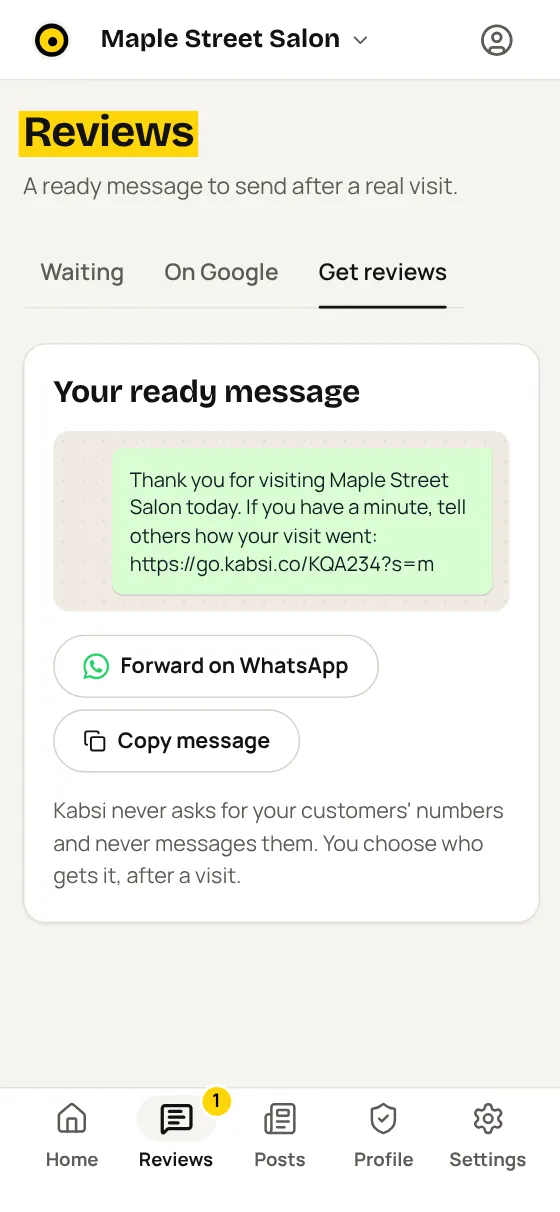 Maple Street Salon
Reviews
A ready message to send after a real visit.
Waiting
On Google
Get reviews
Your ready message
Thank you for visiting Maple Street
Salon today. If you have a minute, tell
others how your visit went:
https://go.kabsi.co/KQA234?s=m
Forward on WhatsApp
Copy message
Kabsi never asks for your customers' numbers
and never messages them. You choose who
gets it, after a visit.
1
Home
Reviews
Posts
Profile
Settings